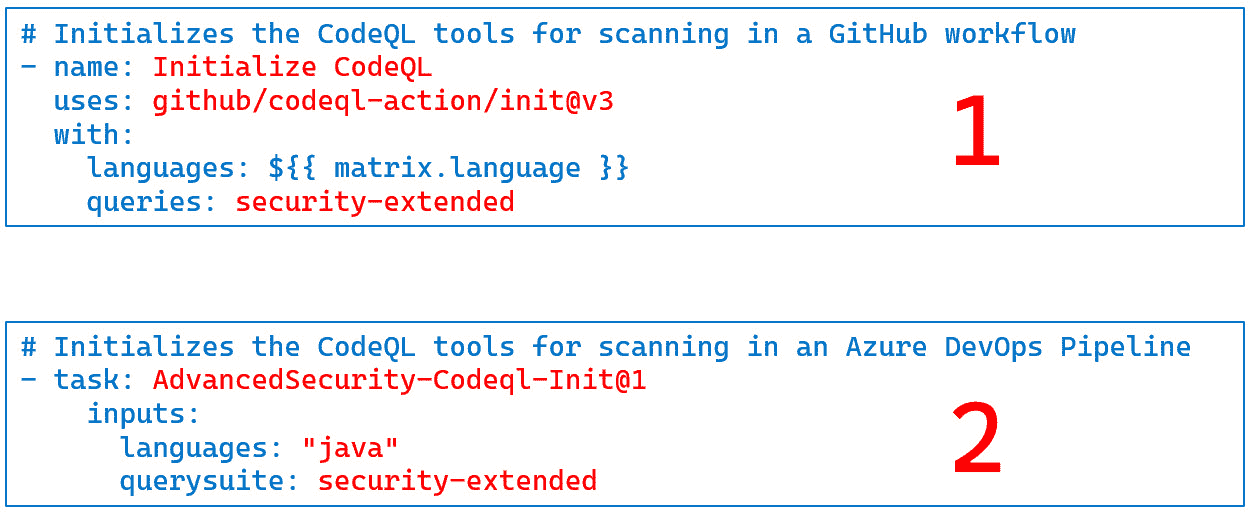 # Initializes the CodeQL tools for scanning in a GitHub workflow
- name: Initialize CodeQL
  uses: github/codeql-action/init@v3
  with:
    languages: ${{ matrix.language }}
    queries: security-extended
1
# Initializes the CodeQL tools for scanning in an Azure DevOps Pipeline
- task: AdvancedSecurity-Codeql-Init@1
    inputs:
      languages: "java"
      querysuite: security-extended
2